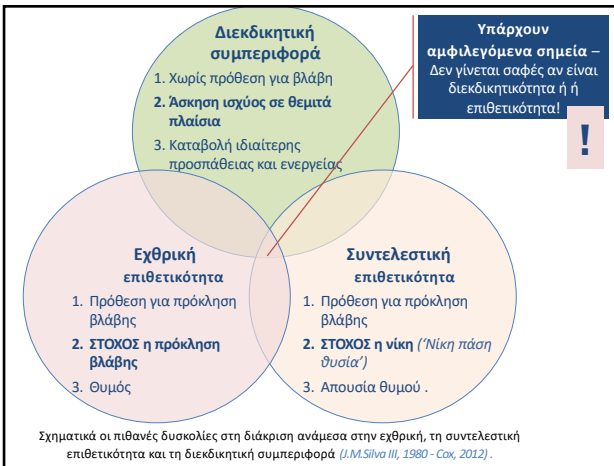 Διεκδικητική
συμπεριφορά
1. Χωρίς πρόθεση για βλάβη
2. Άσκηση ισχύος σε θεμιτά
πλαίσια
3. Καταβολή ιδιαίτερης
προσπάθειας και ενεργείας
Υπάρχουν
αμφιλεγόμενα σημεία –
Δεν γίνεται σαφές αν είναι
διεκδικητικότητα ή ή
επιθετικότητα!
!
Εχθρική
επιθετικότητα
1. Πρόθεση για πρόκληση
βλάβης
2. ΣΤΟΧΟΣ η πρόκληση
βλάβης
3. Θυμός
Συντελεστική
επιθετικότητα
1. Πρόθεση για πρόκληση
βλάβης
2. ΣΤΟΧΟΣ η νίκη (‘Νίκη πάση
θυσία’)
3. Απουσία θυμού .
Σχηματικά οι πιθανές δυσκολίες στη διάκριση ανάμεσα στην εχθρική, τη συντελεστική
επιθετικότητα και τη διεκδικητική συμπεριφορά (J.M.Silva III, 1980 - Cox, 2012) .